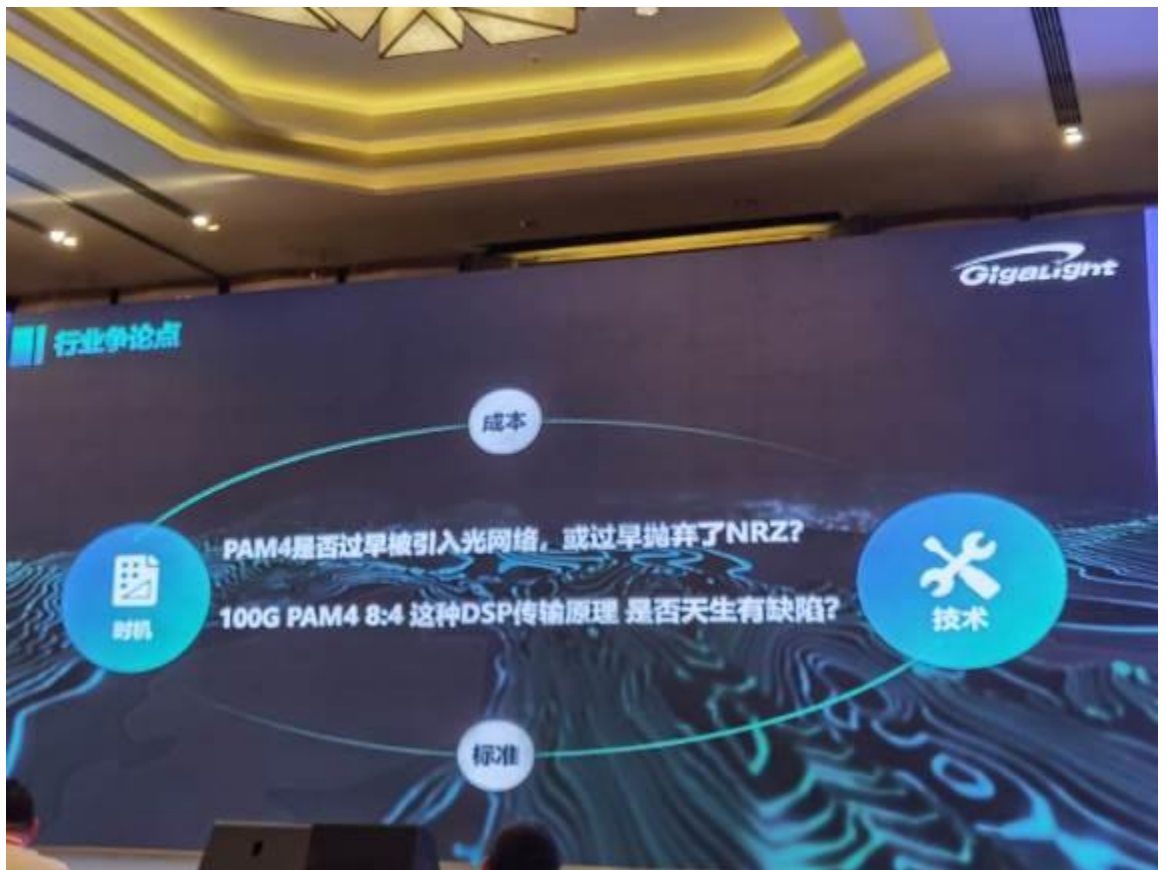 GigaLight
行业争论点
成本
PAM4是否过早被引入光网络，或过早抛弃了NRZ？
时机
100G PAM4 8:4 这种DSP传输原理 是否天生有缺陷？
技术
标准